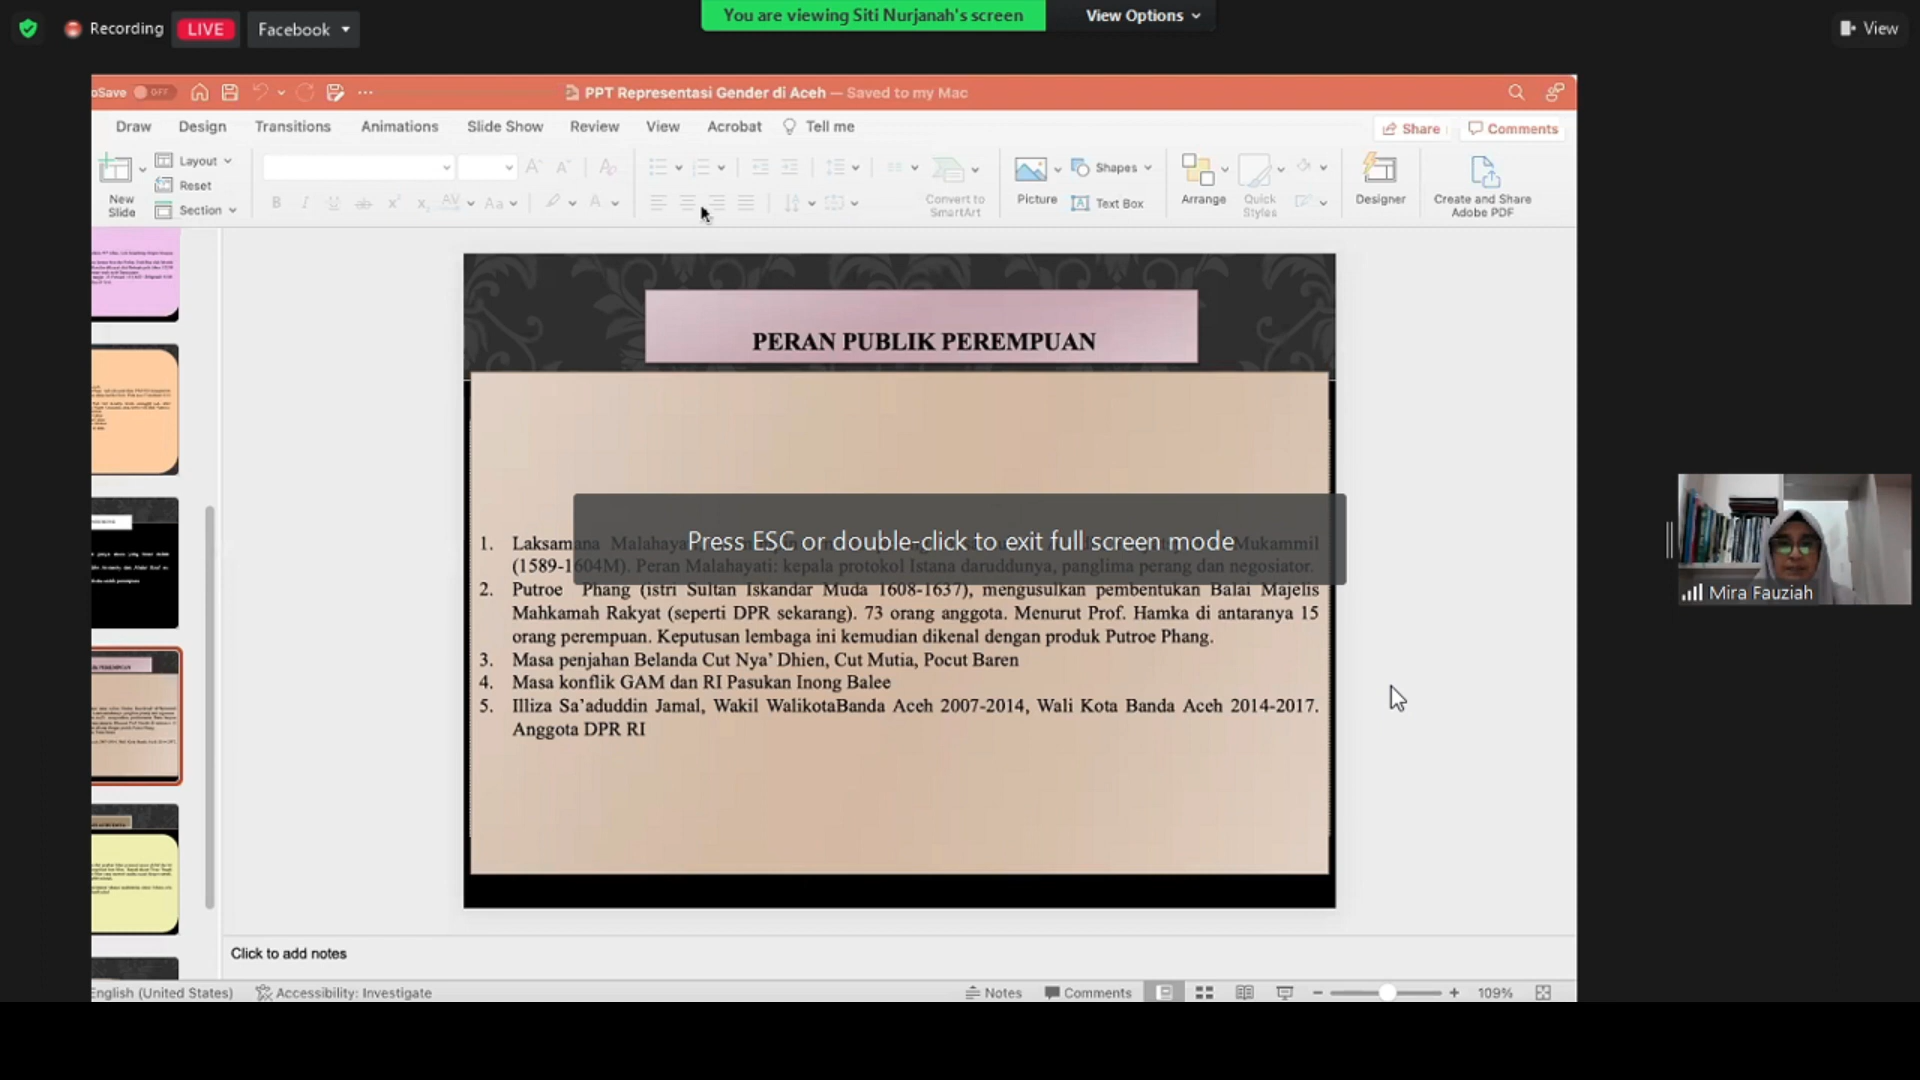 Recording LIVE Facebook You are viewing Siti Nurjanah's screen View Options View
oSave OFF PPT Representasi Gender di Aceh — Saved to my Mac
Draw Design Transitions Animations Slide Show Review View Acrobat Tell me Share Comments
New Slide Layout Reset Section
Convert to SmartArt
Picture Shapes Text Box
Arrange Quick Styles Designer Create and Share Adobe PDF
PERAN PUBLIK PEREMPUAN
Press ESC or double-click to exit full screen mode
1. Laksamana Malahaya Mukammil
(1589-1604M). Peran Malahayati: kepala protokol Istana daruddunya, panglima perang dan negosiator.
2. Putroe Phang (istri Sultan Iskandar Muda 1608-1637), mengusulkan pembentukan Balai Majelis
Mahkamah Rakyat (seperti DPR sekarang). 73 orang anggota. Menurut Prof. Hamka di antaranya 15
orang perempuan. Keputusan lembaga ini kemudian dikenal dengan produk Putroe Phang.
3. Masa penjahan Belanda Cut Nya' Dhien, Cut Mutia, Pocut Baren
4. Masa konflik GAM dan RI Pasukan Inong Balee
5. Illiza Sa'aduddin Jamal, Wakil WalikotaBanda Aceh 2007-2014, Wali Kota Banda Aceh 2014-2017.
Anggota DPR RI
Mira Fauziah
Click to add notes
English (United States) Accessibility: Investigate Notes Comments 109%